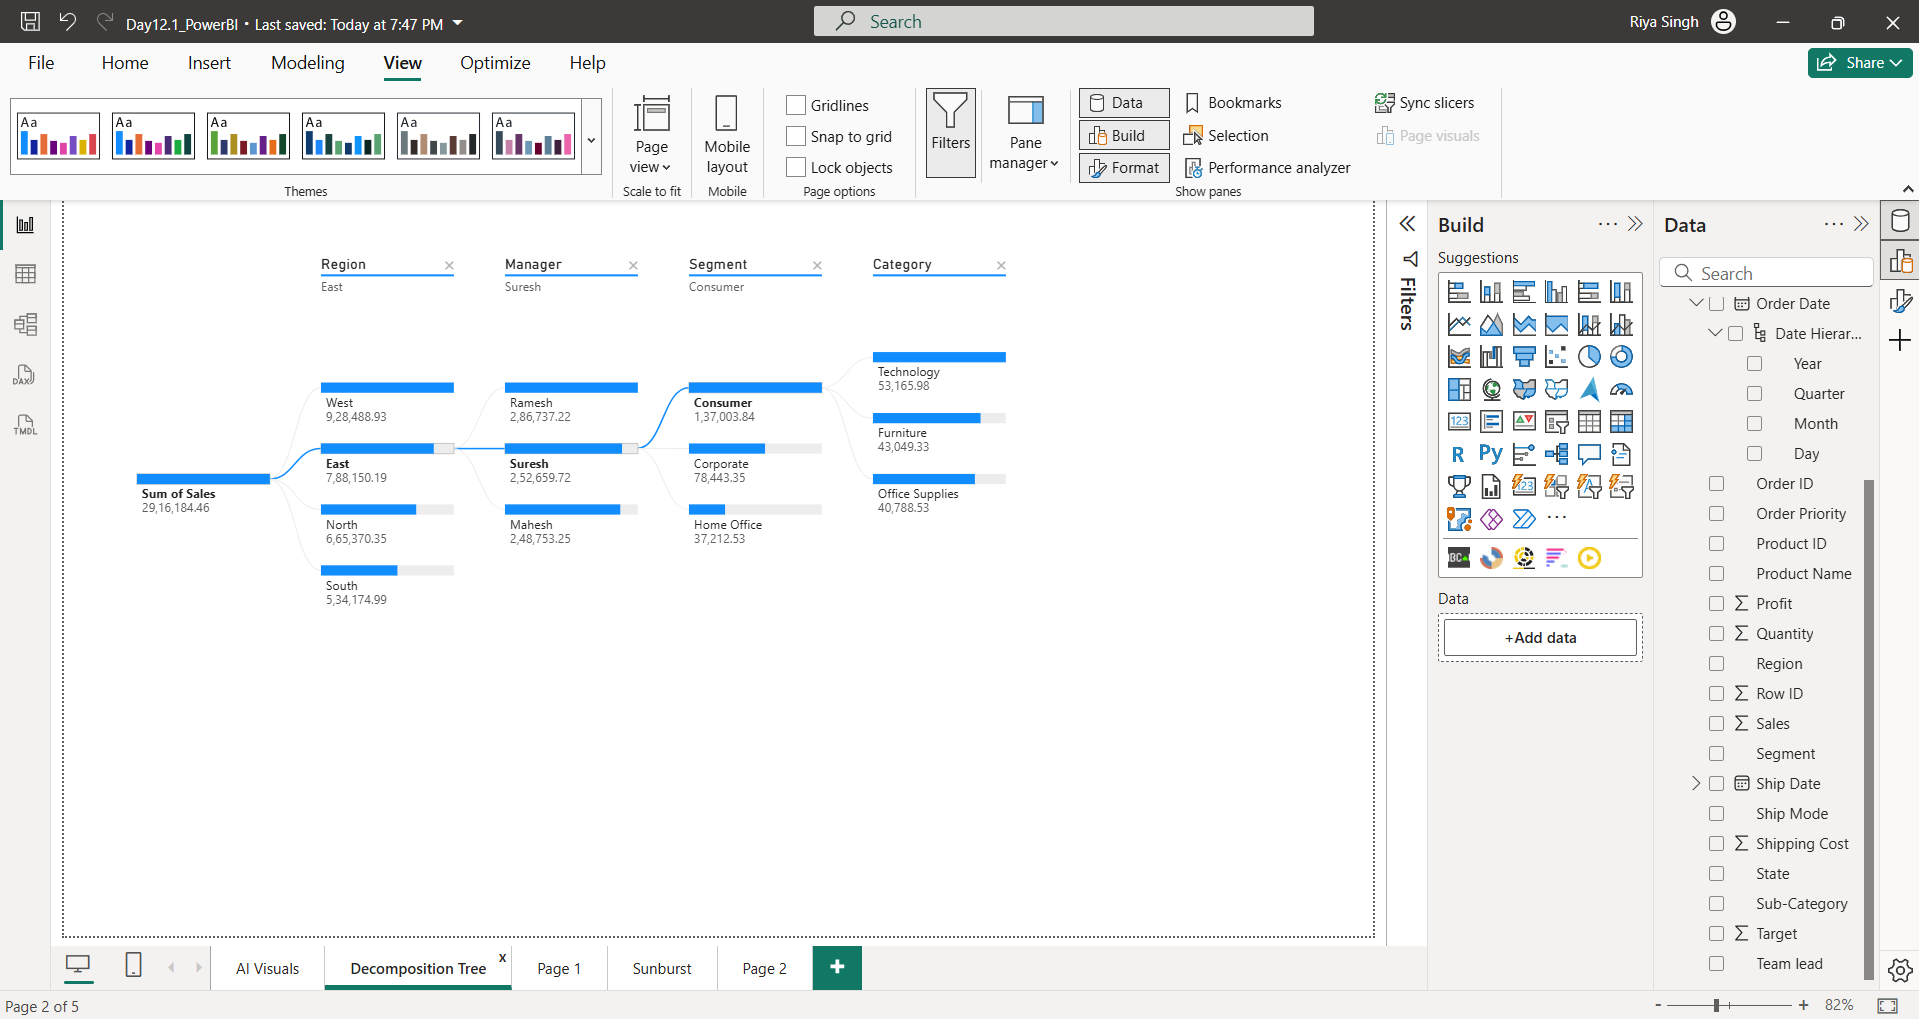 Day12.1_PowerBI • Last saved: Today at 7:47 PM
Search
Riya Singh
File
Home
Insert
Modeling
View
Optimize
Help
Share
Aa
Aa
Aa
Aa
Aa
Aa
Themes
Page view
Scale to fit
Mobile layout
Mobile
Gridlines
Snap to grid
Lock objects
Page options
Filters
Pane manager
Data
Build
Format
Bookmarks
Selection
Performance analyzer
Sync slicers
Page visuals
Show panes
DAX
TMDL
Region
East
Manager
Suresh
Segment
Consumer
Category
Sum of Sales
29,16,184.46
West
9,28,488.93
East
7,88,150.19
North
6,65,370.35
South
5,34,174.99
Ramesh
2,86,737.22
Suresh
2,52,659.72
Mahesh
2,48,753.25
Consumer
1,37,003.84
Corporate
78,443.35
Home Office
37,212.53
Technology
53,165.98
Furniture
43,049.33
Office Supplies
40,788.53
Filters
Build
Suggestions
123
R
Py
123
Data
+Add data
Data
Search
Order Date
Date Hierar...
Year
Quarter
Month
Day
Order ID
Order Priority
Product ID
Product Name
Profit
Quantity
Region
Row ID
Sales
Segment
Ship Date
Ship Mode
Shipping Cost
State
Sub-Category
Target
Team lead
AI Visuals
Decomposition Tree
Page 1
Sunburst
Page 2
Page 2 of 5
82%